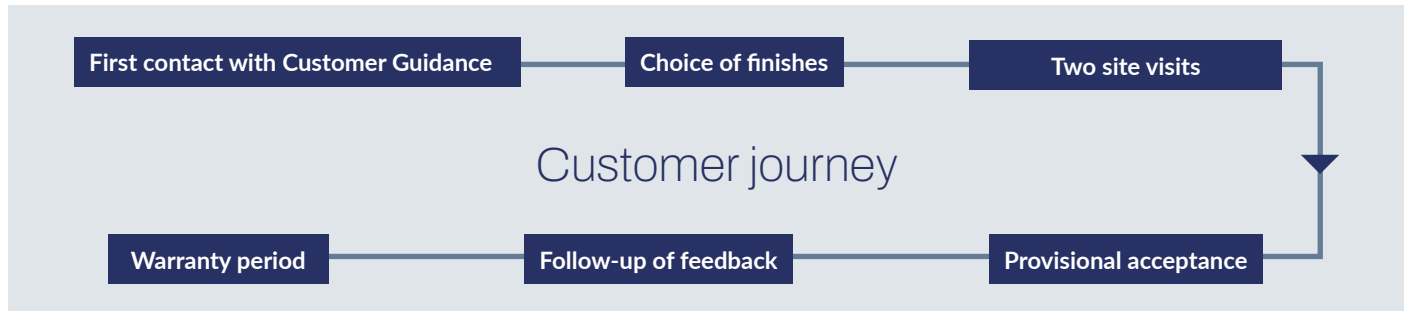 First contact with Customer Guidance
Choice of finishes
Two site visits
Customer journey
Warranty period
Follow-up of feedback
Provisional acceptance